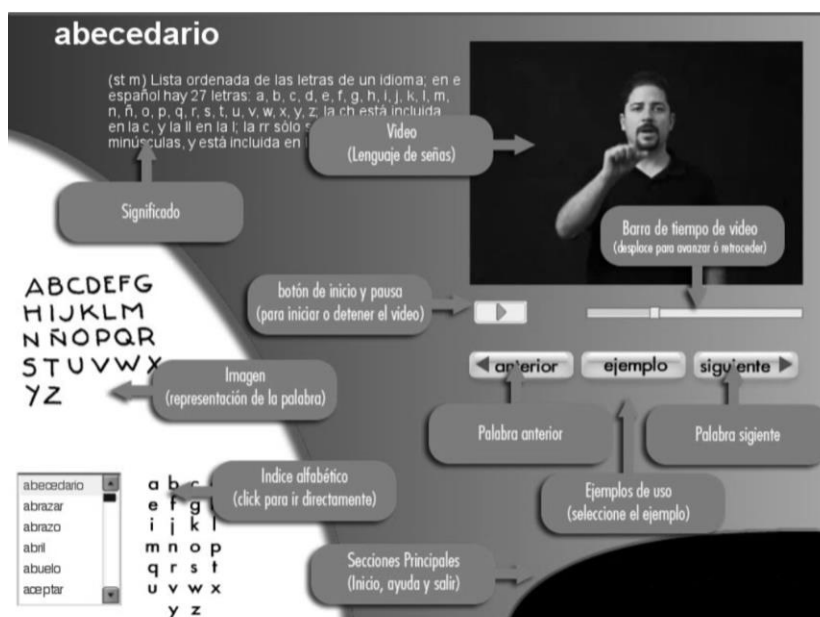 abecedario
(st m) Lista ordenada de las letras de un idioma; en e
español hay 27 letras: a, b, c, d, e, f, g, h, i, j, k, l, m,
n, ñ, o, p, q, r, s, t, u, v, w, x, y, z; la ch está incluida
en la c, y la ll en la l; la rr sólo s
minúsculas, y está incluida en
Video
(Lenguaje de señas)
Significado
Barra de tiempo de vídeo
(desplace para avanzar ó retroceder)
botón de inicio y pausa
(para iniciar o detener el video)
ABCDEFG
HIJKLM
NÑOPQR
STUVWX
YZ
Imagen
(representación de la palabra)
anterior
ejemplo
siguiente
Palabra anterior
Palabra sigiente
Ejemplos de uso
(seleccione el ejemplo)
Indice alfabético
(click para ir directamente)
abecedario
abrazar
abrazo
abril
abuelo
aceptar
a b c
e f g
i j k l
m n o p
q r s t
u v w x
y z
Secciones Principales
(Inicio, ayuda y salir)